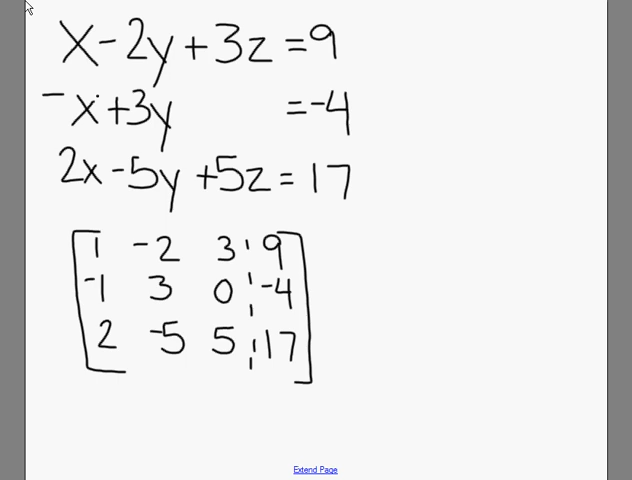 x - 2y + 3z = 9
-x + 3y = -4
2x - 5y + 5z = 17
1 -2 3 ¦ 9
-1 3 0 ¦ -4
2 -5 5 ¦ 17
Extend Page